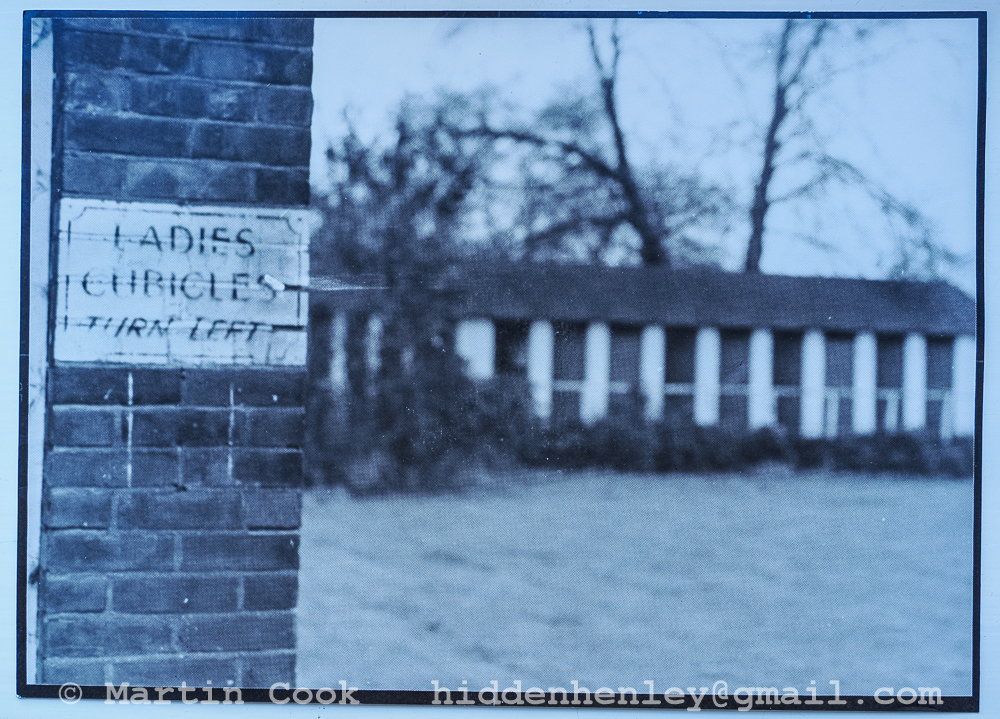 LADIES
CUBICLES
TURN LEFT
© Martin Cook hiddenhenley@gmail.com